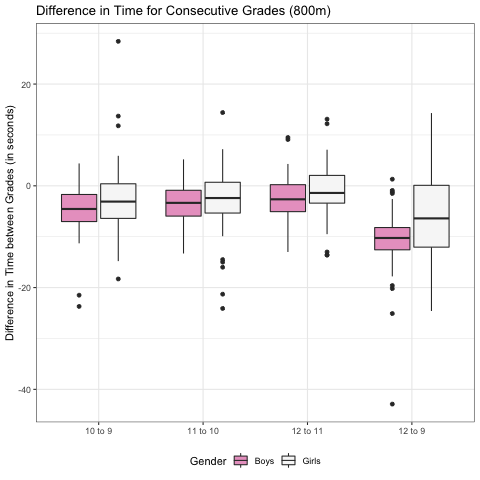 Difference in Time for Consecutive Grades (800m)
Difference in Time between Grades (in seconds)
20
0
-20
-40
10 to 9 11 to 10 12 to 11 12 to 9
Gender Boys Girls